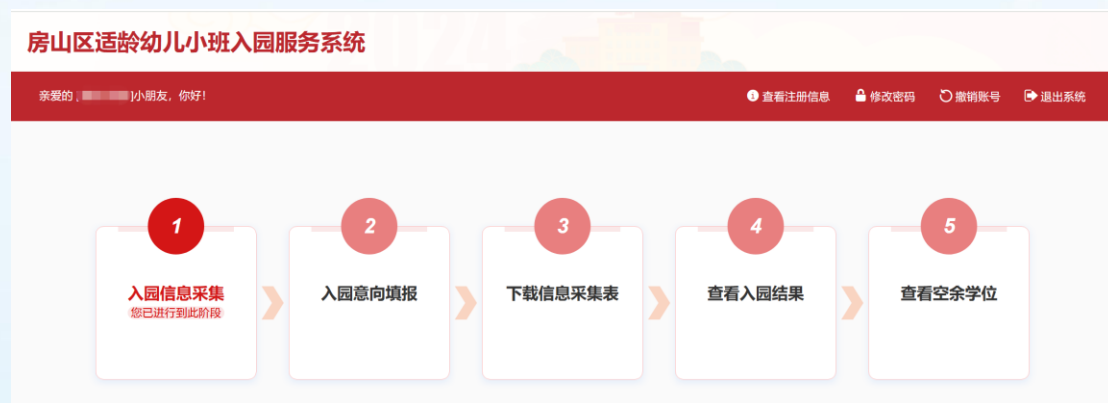 房山区适龄幼儿小班入园服务系统
亲爱的 [ ]小朋友，你好！
查看注册信息 修改密码 撤销账号 退出系统
1 2 3 4 5
入园信息采集 入园意向填报 下载信息采集表 查看入园结果 查看空余学位
您已进行到此阶段